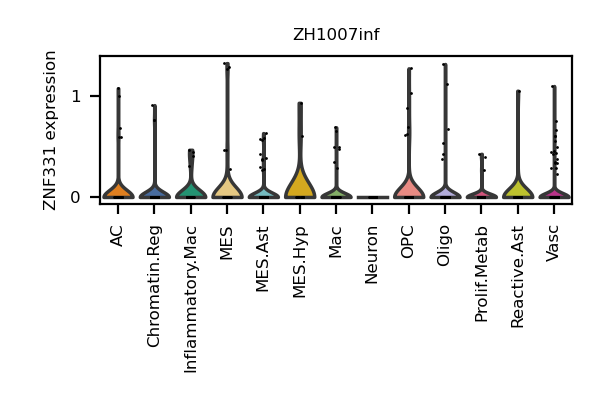 ZH1007inf
ZNF331 expression
1
0
AC
Chromatin.Reg
Inflammatory.Mac
MES
MES.Ast
MES.Hyp
Mac
Neuron
OPC
Oligo
Prolif.Metab
Reactive.Ast
Vasc